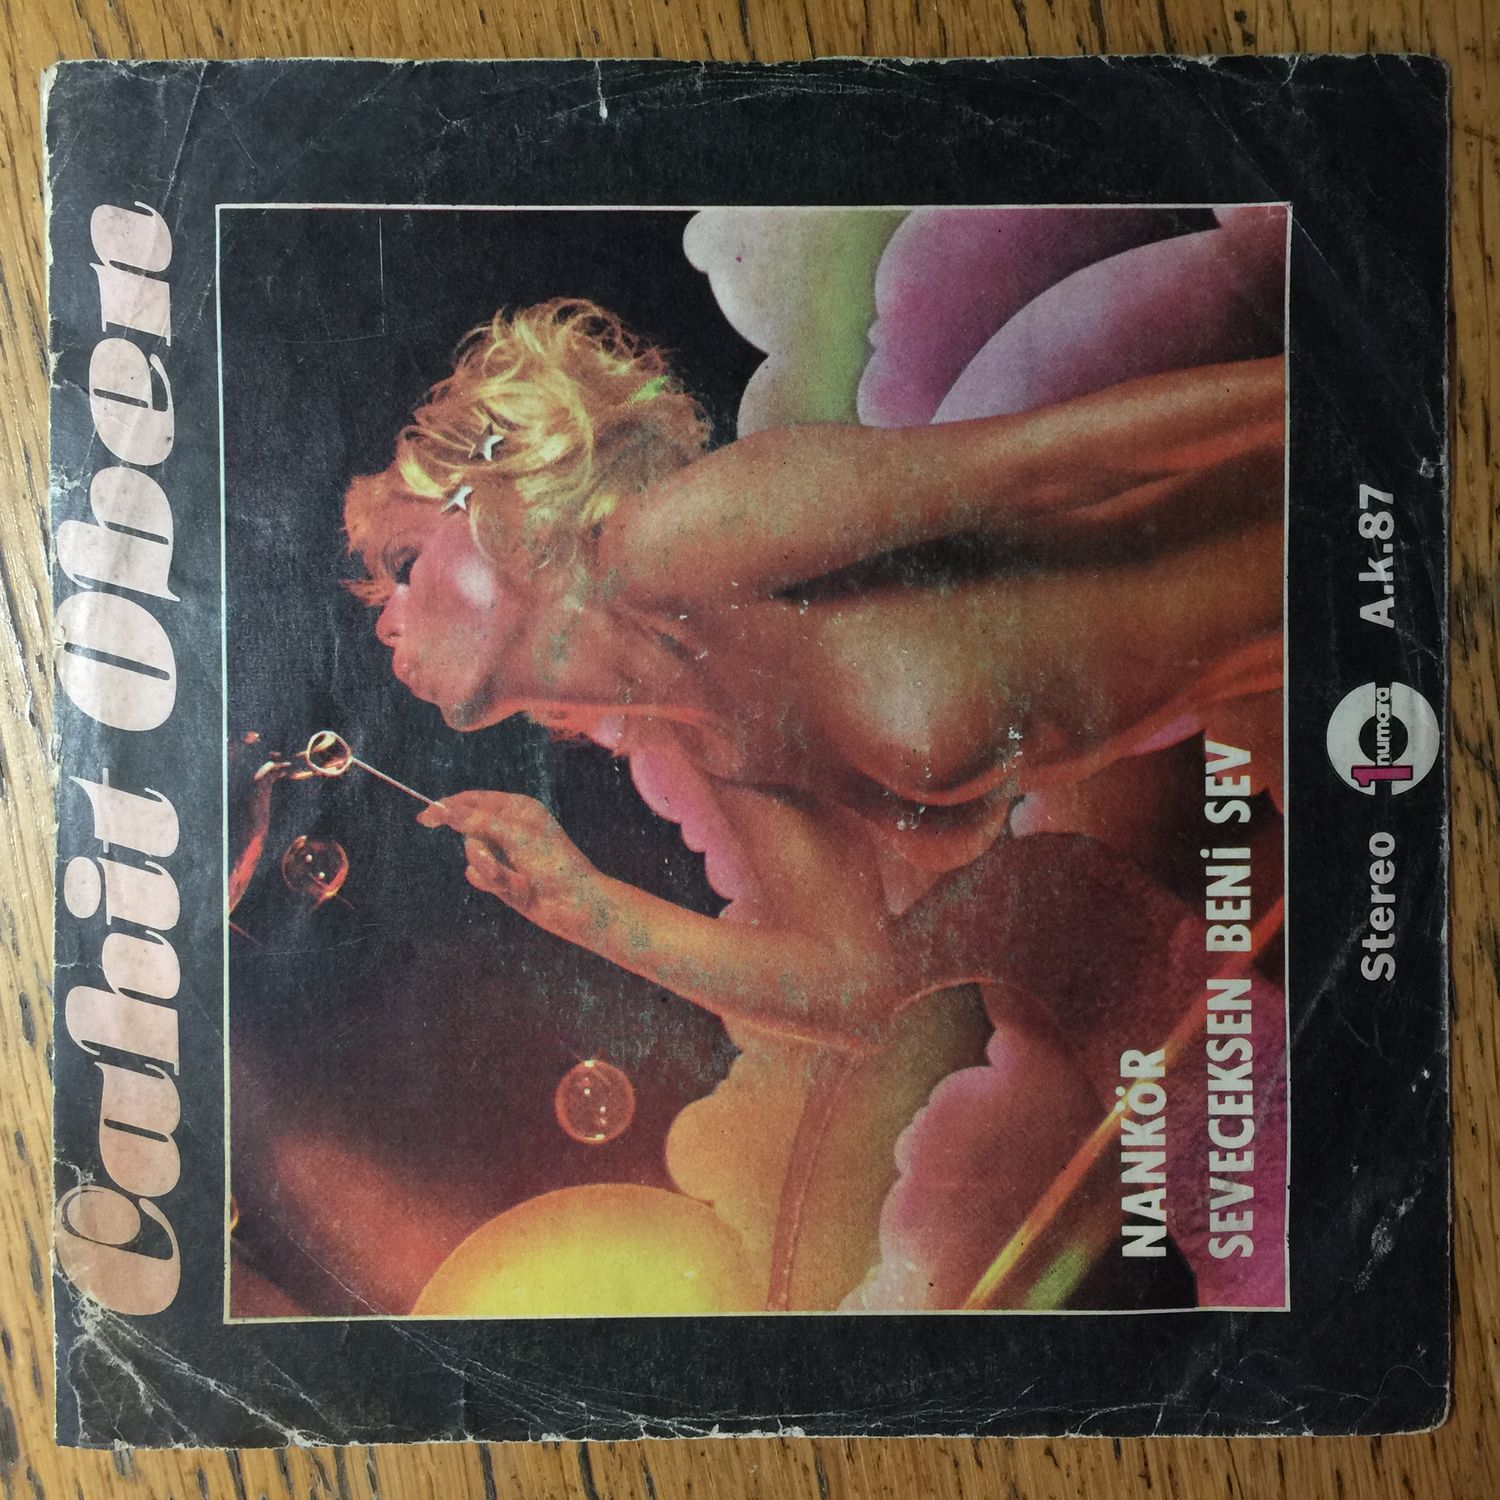 Cahit Oben
NANKÖR
SEVECEKSEN BENİ SEV
Stereo 1 numara A.k.87